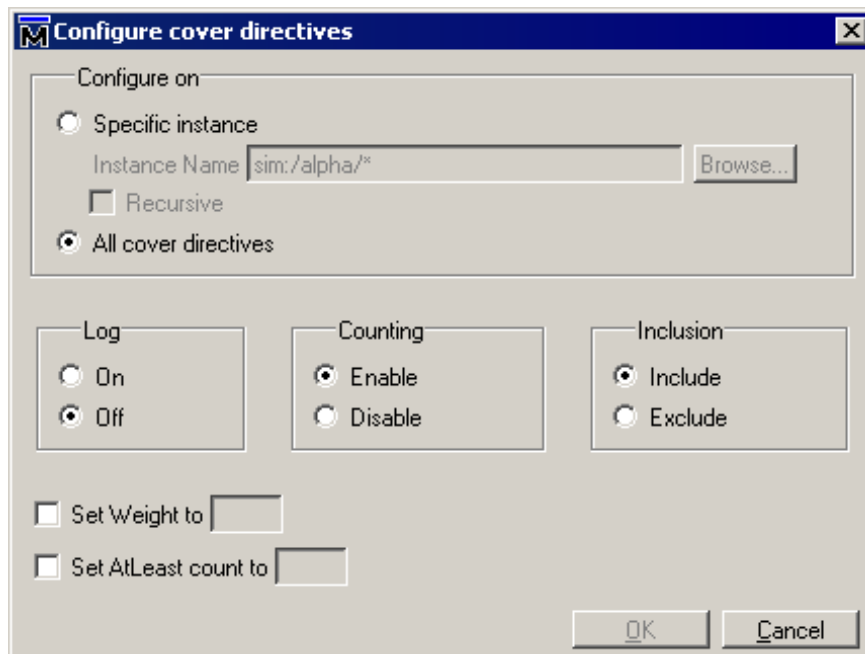 M Configure cover directives
Configure on
Specific instance
Instance Name sim:/alpha/* Browse...
Recursive
All cover directives
Log Counting Inclusion
On Enable Include
Off Disable Exclude
Set Weight to
Set AtLeast count to
OK Cancel